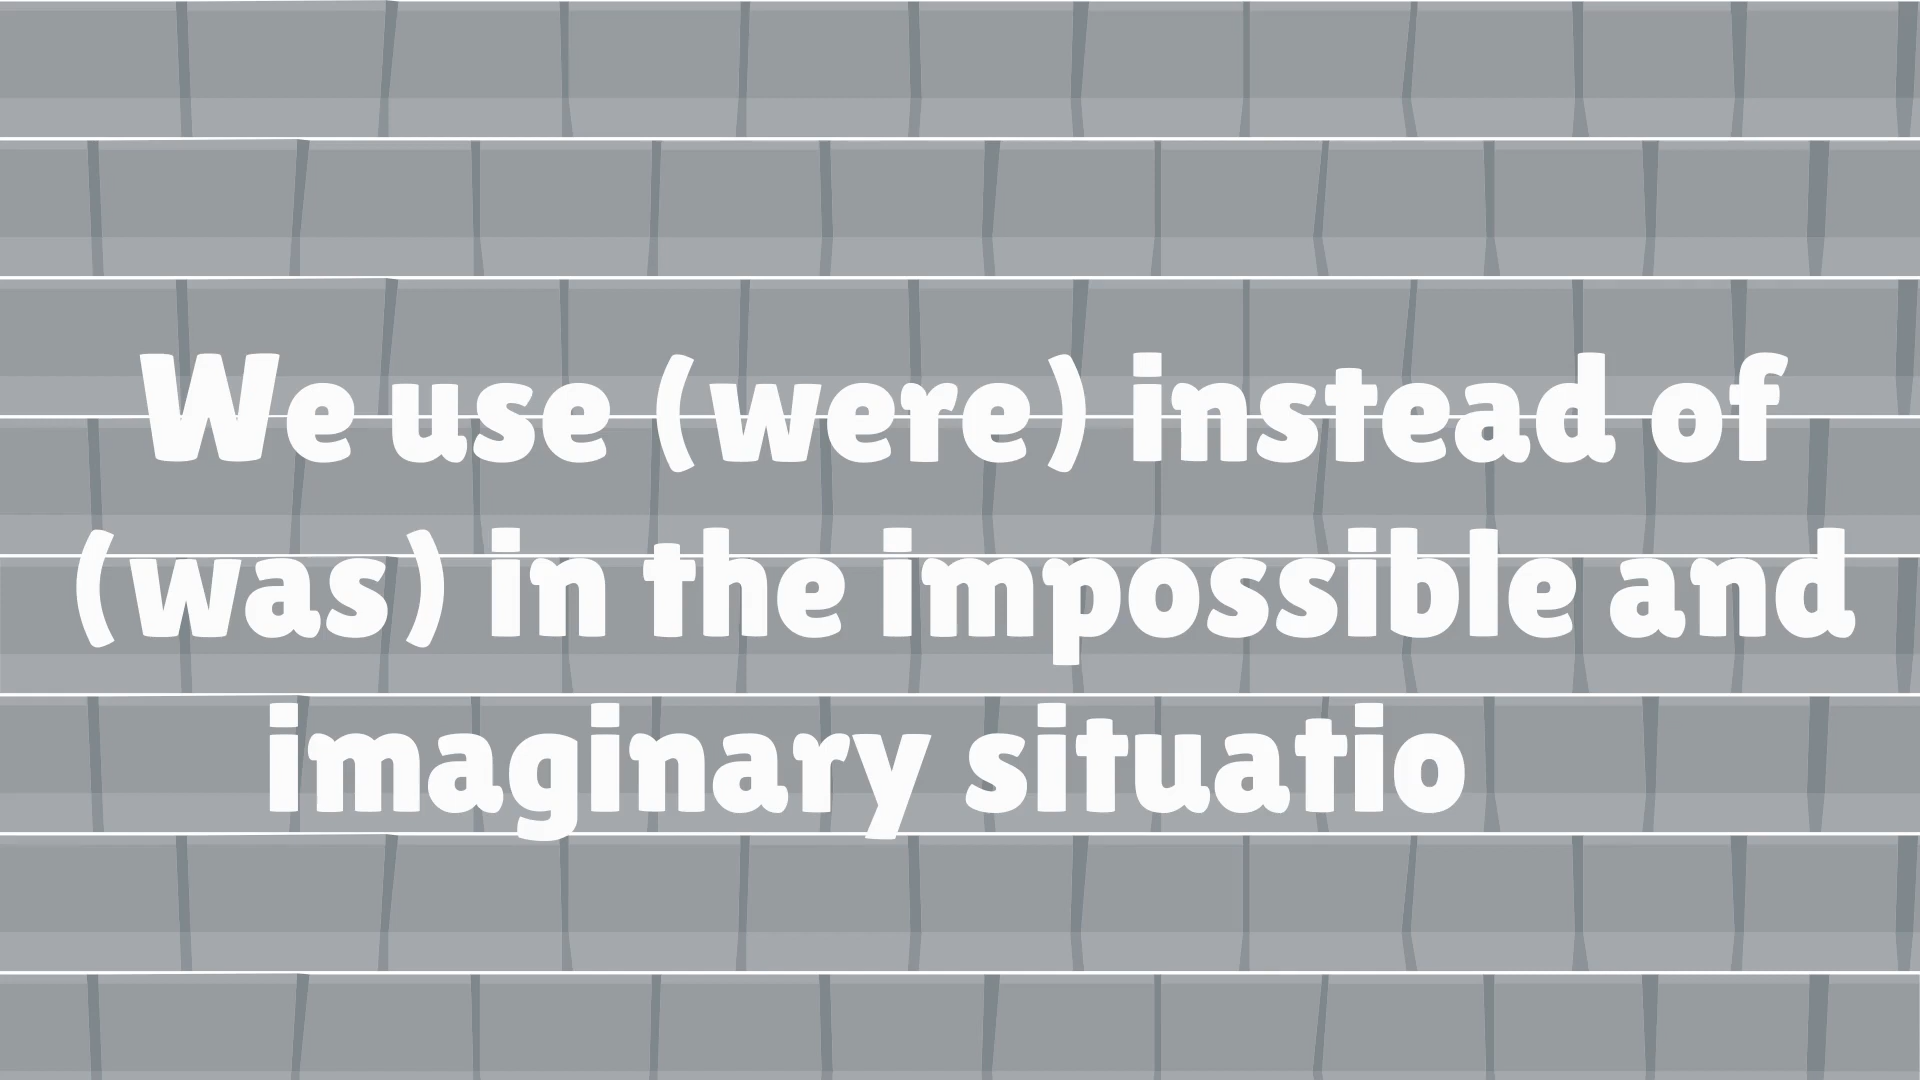 We use (were) instead of
(was) in the impossible and
imaginary situatio